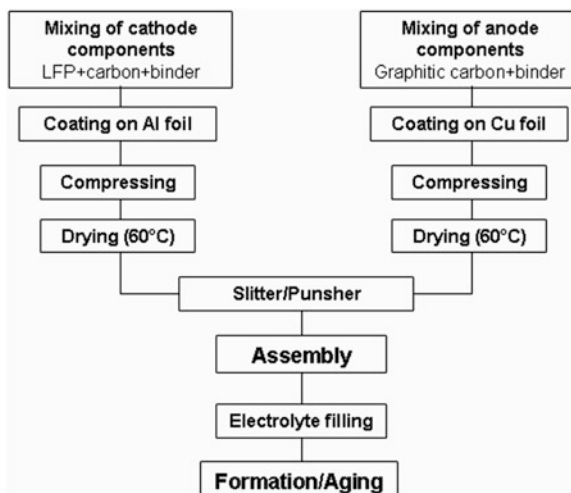 Mixing of cathode
components
LFP+carbon+binder
Mixing of anode
components
Graphitic carbon+binder
Coating on Al foil
Coating on Cu foil
Compressing
Compressing
Drying (60°C)
Drying (60°C)
Slitter/Punsher
Assembly
Electrolyte filling
Formation/Aging